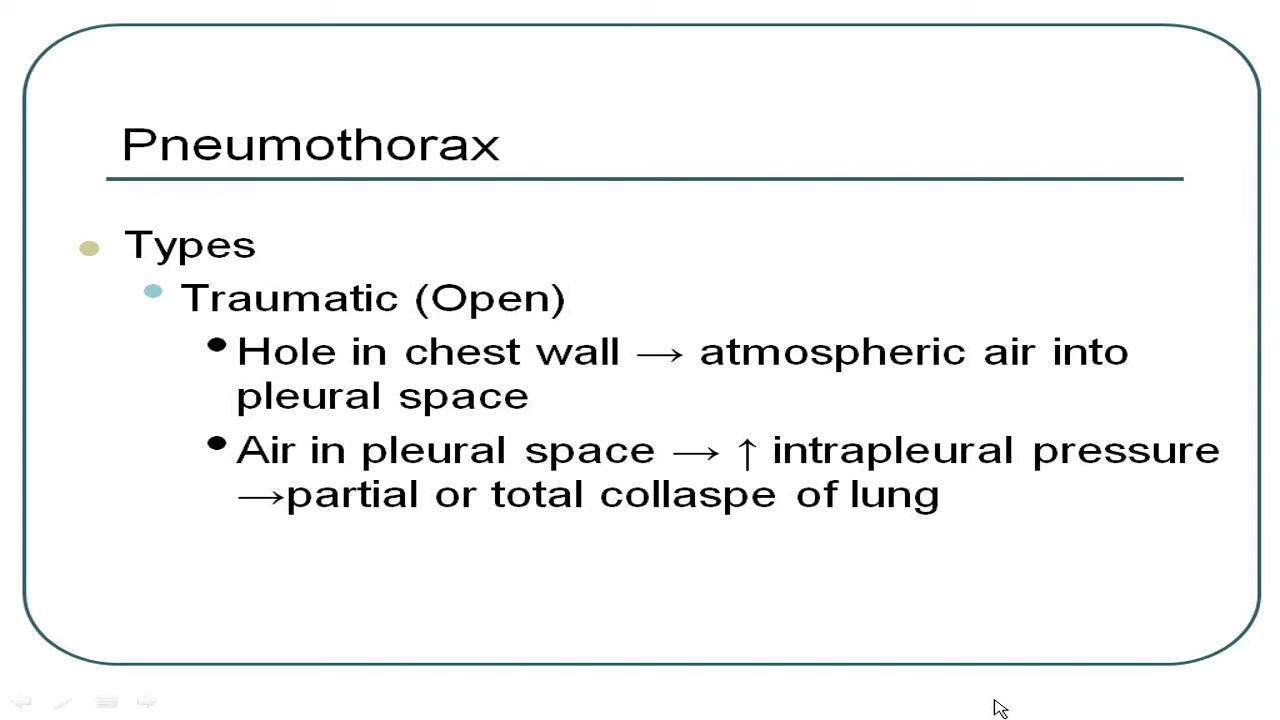 Pneumothorax
Types
Traumatic (Open)
Hole in chest wall → atmospheric air into
pleural space
Air in pleural space → ↑ intrapleural pressure
→partial or total collaspe of lung